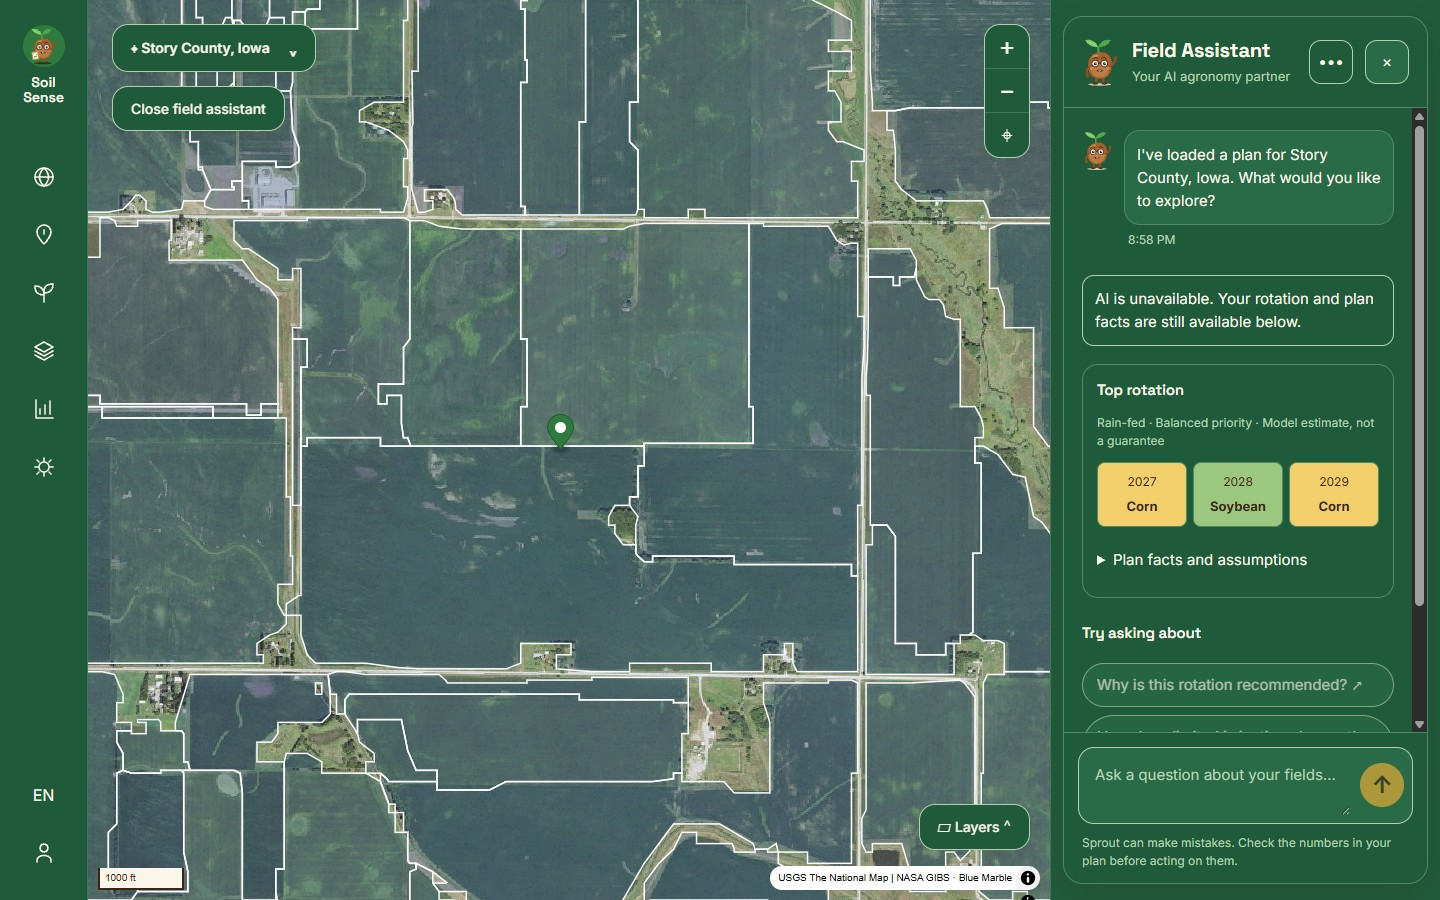 Soil
Sense
Story County, Iowa
Close field assistant
EN
1000 ft
Layers ^
USGS The National Map | NASA GIBS · Blue Marble
Field Assistant
Your AI agronomy partner
I've loaded a plan for Story
County, Iowa. What would you like
to explore?
8:58 PM
AI is unavailable. Your rotation and plan
facts are still available below.
Top rotation
Rain-fed · Balanced priority · Model estimate, not
a guarantee
2027
Corn
2028
Soybean
2029
Corn
Plan facts and assumptions
Try asking about
Why is this rotation recommended? ↗
Ask a question about your fields...
Sprout can make mistakes. Check the numbers in your
plan before acting on them.